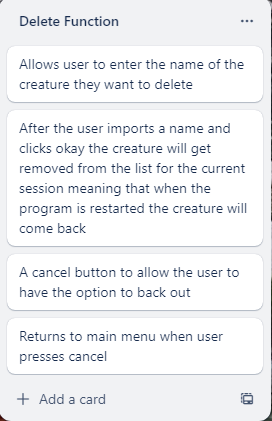 Delete Function
Allows user to enter the name of the
creature they want to delete
After the user imports a name and
clicks okay the creature will get
removed from the list for the current
session meaning that when the
program is restarted the creature will
come back
A cancel button to allow the user to
have the option to back out
Returns to main menu when user
presses cancel
Add a card